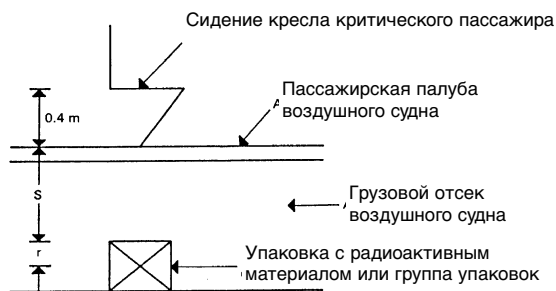 Сидение кресла критического пассажира
Пассажирская палуба
воздушного судна
0.4 m
S
Грузовой отсек
воздушного судна
r
Упаковка с радиоактивным
материалом или группа упаковок